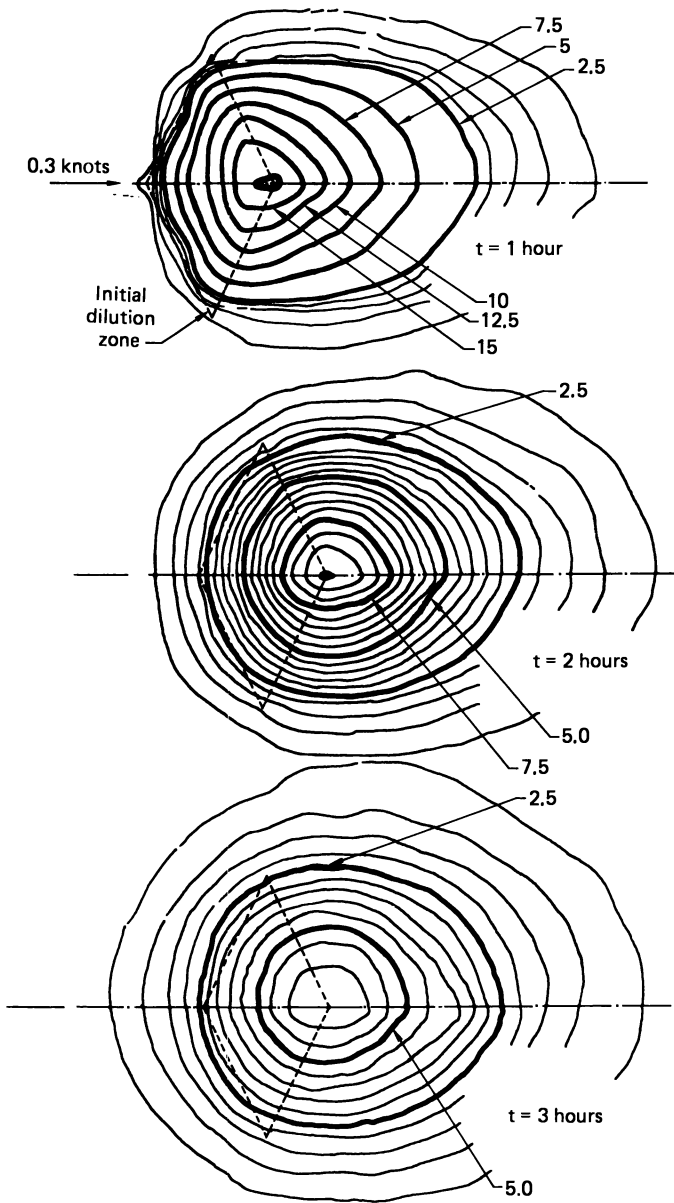 7.5
5
2.5
0.3 knots
t = 1 hour
Initial
dilution
zone
10
12.5
15
2.5
t = 2 hours
5.0
7.5
2.5
t = 3 hours
5.0